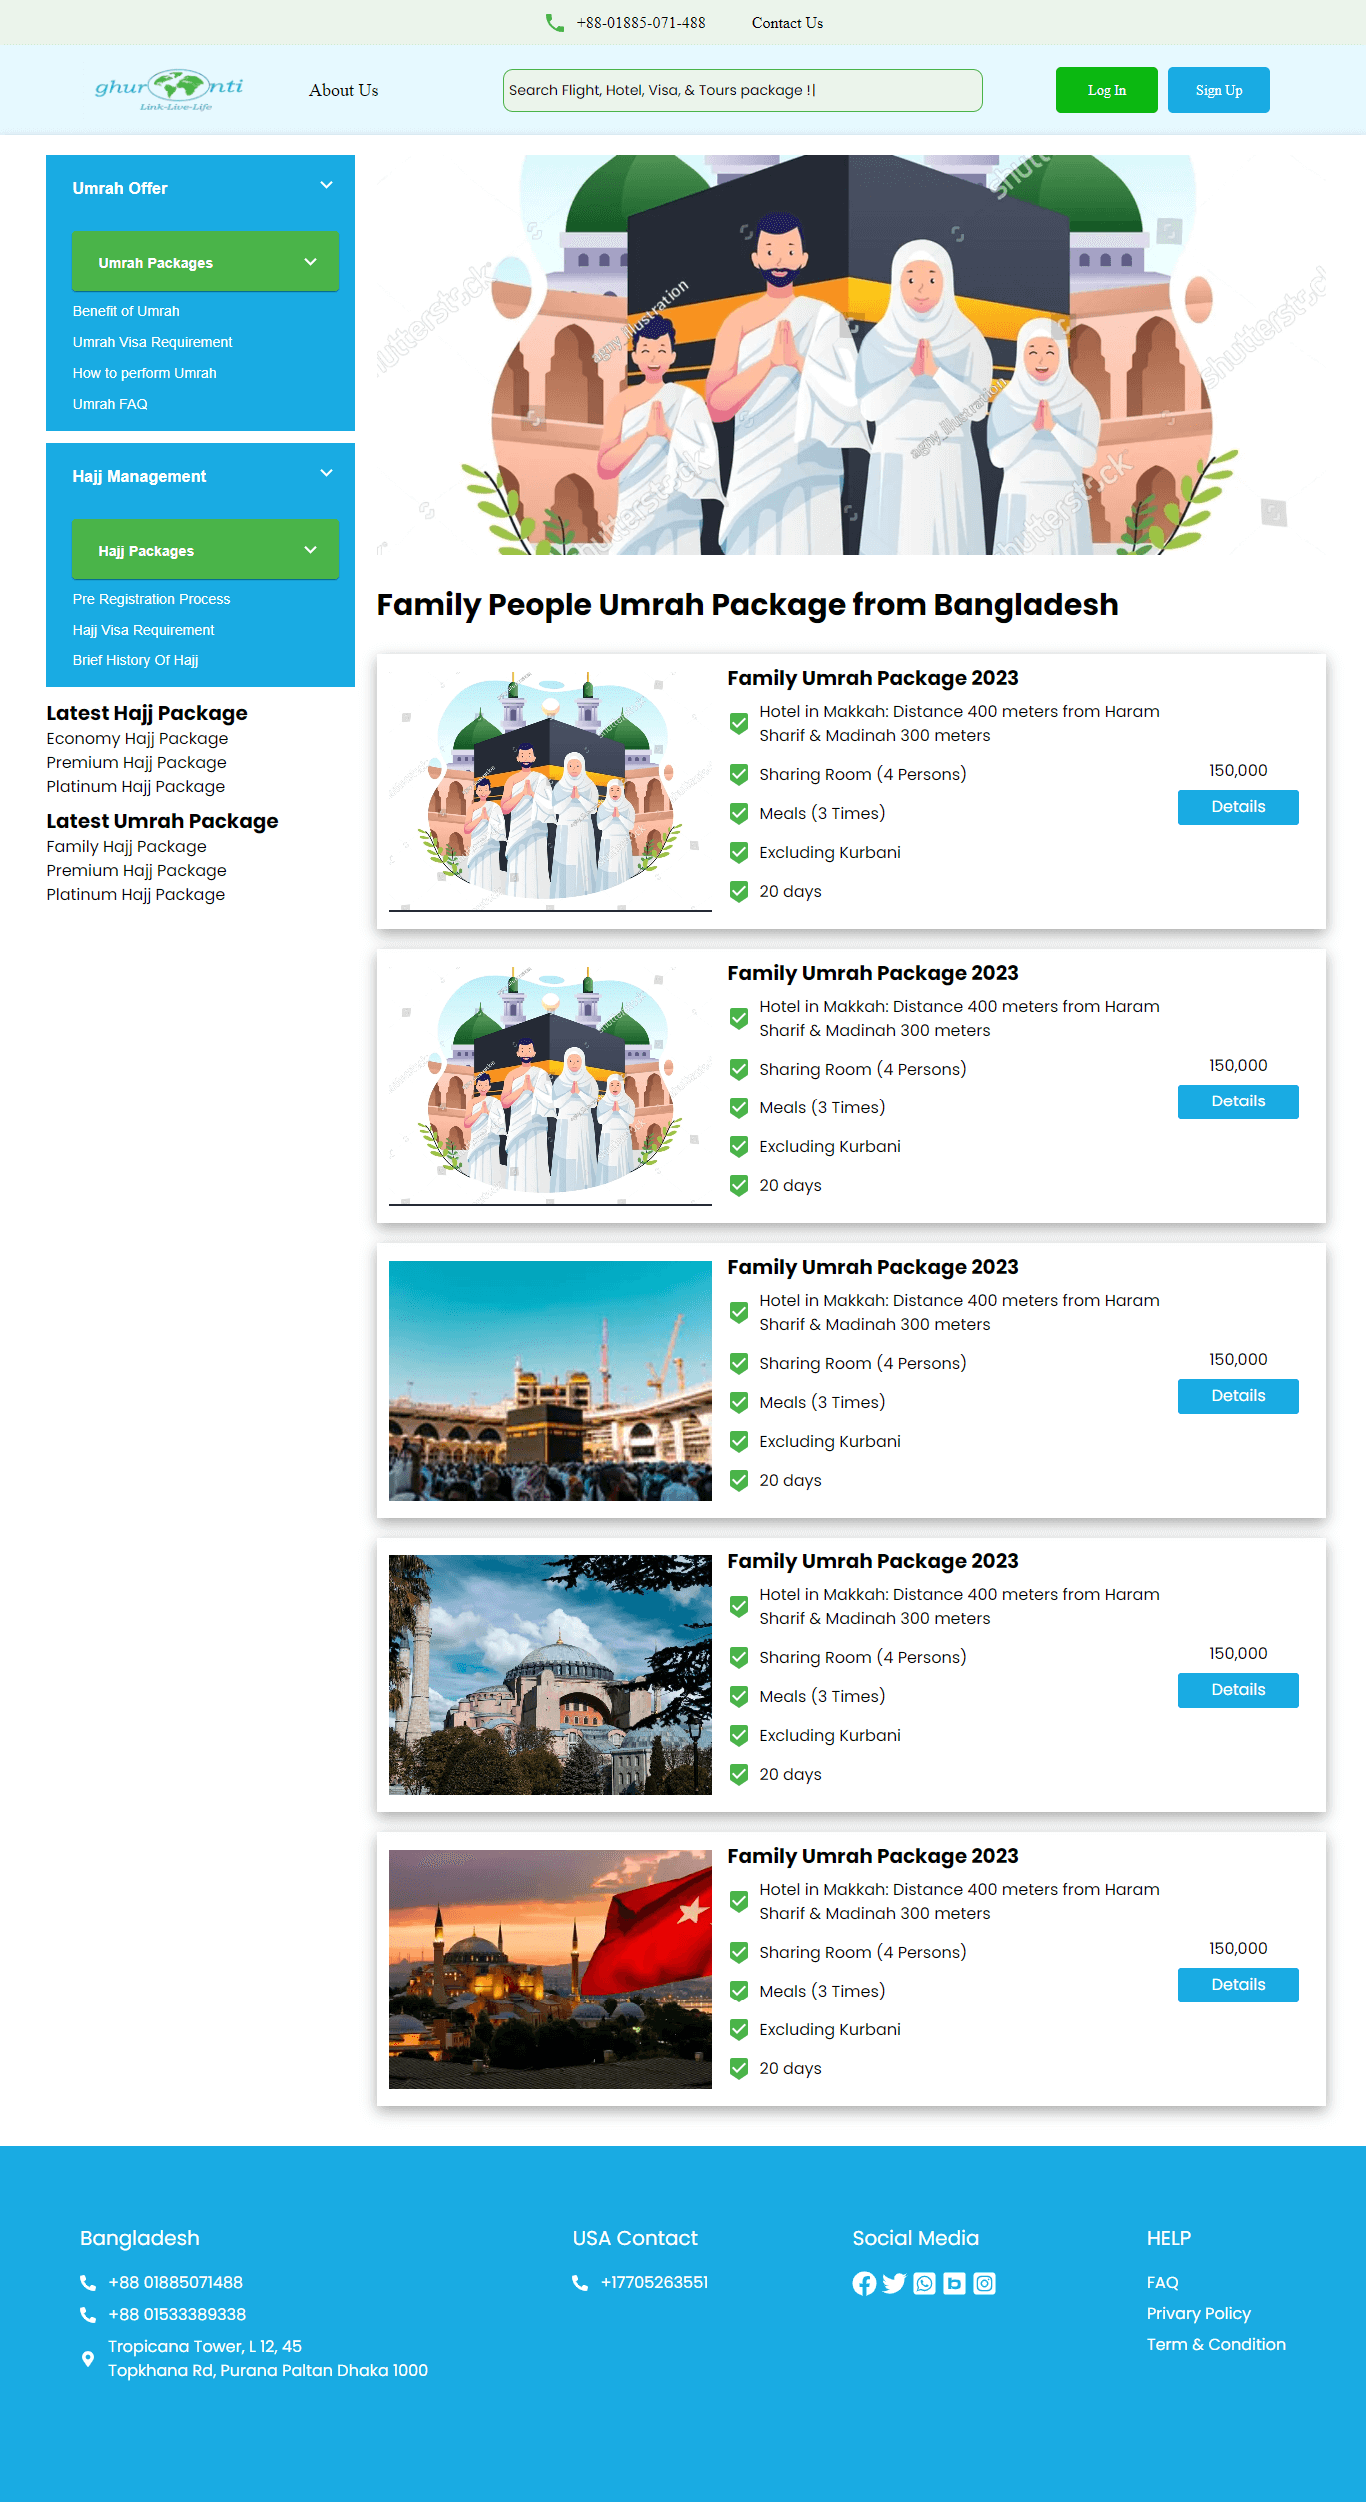 +88-01885-071-488 Contact Us
ghur nti
Link-Live-Life
About Us
Search Flight, Hotel, Visa, & Tours package !|
Log In
Sign Up
Umrah Offer
Umrah Packages
Benefit of Umrah
Umrah Visa Requirement
How to perform Umrah
Umrah FAQ
Hajj Management
Hajj Packages
Pre Registration Process
Hajj Visa Requirement
Brief History Of Hajj
Latest Hajj Package
Economy Hajj Package
Premium Hajj Package
Platinum Hajj Package
Latest Umrah Package
Family Hajj Package
Premium Hajj Package
Platinum Hajj Package
shutterstock
agny_illustration
shutterstock
agny_illustration
shutterstock
shutterstock
Family People Umrah Package from Bangladesh
Family Umrah Package 2023
Hotel in Makkah: Distance 400 meters from Haram
Sharif & Madinah 300 meters
Sharing Room (4 Persons)
Meals (3 Times)
Excluding Kurbani
20 days
150,000
Details
Family Umrah Package 2023
Hotel in Makkah: Distance 400 meters from Haram
Sharif & Madinah 300 meters
Sharing Room (4 Persons)
Meals (3 Times)
Excluding Kurbani
20 days
150,000
Details
Family Umrah Package 2023
Hotel in Makkah: Distance 400 meters from Haram
Sharif & Madinah 300 meters
Sharing Room (4 Persons)
Meals (3 Times)
Excluding Kurbani
20 days
150,000
Details
Family Umrah Package 2023
Hotel in Makkah: Distance 400 meters from Haram
Sharif & Madinah 300 meters
Sharing Room (4 Persons)
Meals (3 Times)
Excluding Kurbani
20 days
150,000
Details
Family Umrah Package 2023
Hotel in Makkah: Distance 400 meters from Haram
Sharif & Madinah 300 meters
Sharing Room (4 Persons)
Meals (3 Times)
Excluding Kurbani
20 days
150,000
Details
Bangladesh
+88 01885071488
+88 01533389338
Tropicana Tower, L 12, 45
Topkhana Rd, Purana Paltan Dhaka 1000
USA Contact
+17705263551
Social Media
HELP
FAQ
Privary Policy
Term & Condition